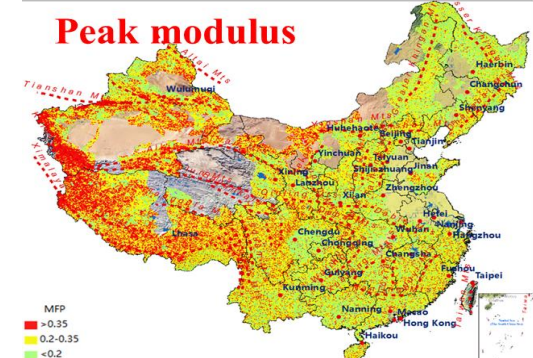 Peak modulus
Altai Mts
Tianshan Mts
Wulumuqi
Haerbin
Changchun
Shenyang
Huhehaote
Beijing
Tianjin
Yinchuan
Taiyuan
Shijiazhuang
Jinan
Xining
Lanzhou
Zhengzhou
Xian
Hefei
Nanjing
Hangzhou
Wuhan
Lhasa
Chengdu
Chongqing
Changsha
Guiyang
Fuzhou
Taipei
Kunming
Nanning
Macao
Hong Kong
Haikou
MFP
>0.35
0.2-0.35
<0.2